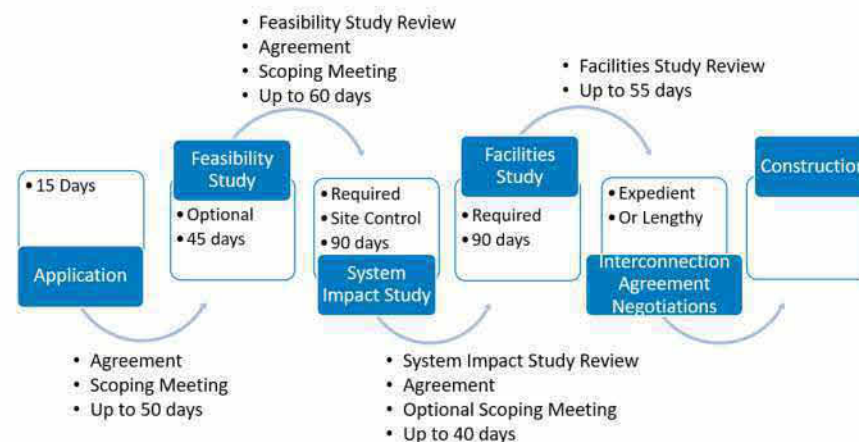 • Feasibility Study Review
• Agreement
• Scoping Meeting
• Up to 60 days
• Facilities Study Review
• Up to 55 days
• 15 Days
Application
Feasibility
Study
• Optional
• 45 days
• Required
• Site Control
• 90 days
System
Impact Study
Facilities
Study
• Required
• 90 days
• Expedient
• Or Lengthy
Interconnection
Agreement
Negotiations
Construction
• Agreement
• Scoping Meeting
• Up to 50 days
• System Impact Study Review
• Agreement
• Optional Scoping Meeting
• Up to 40 days